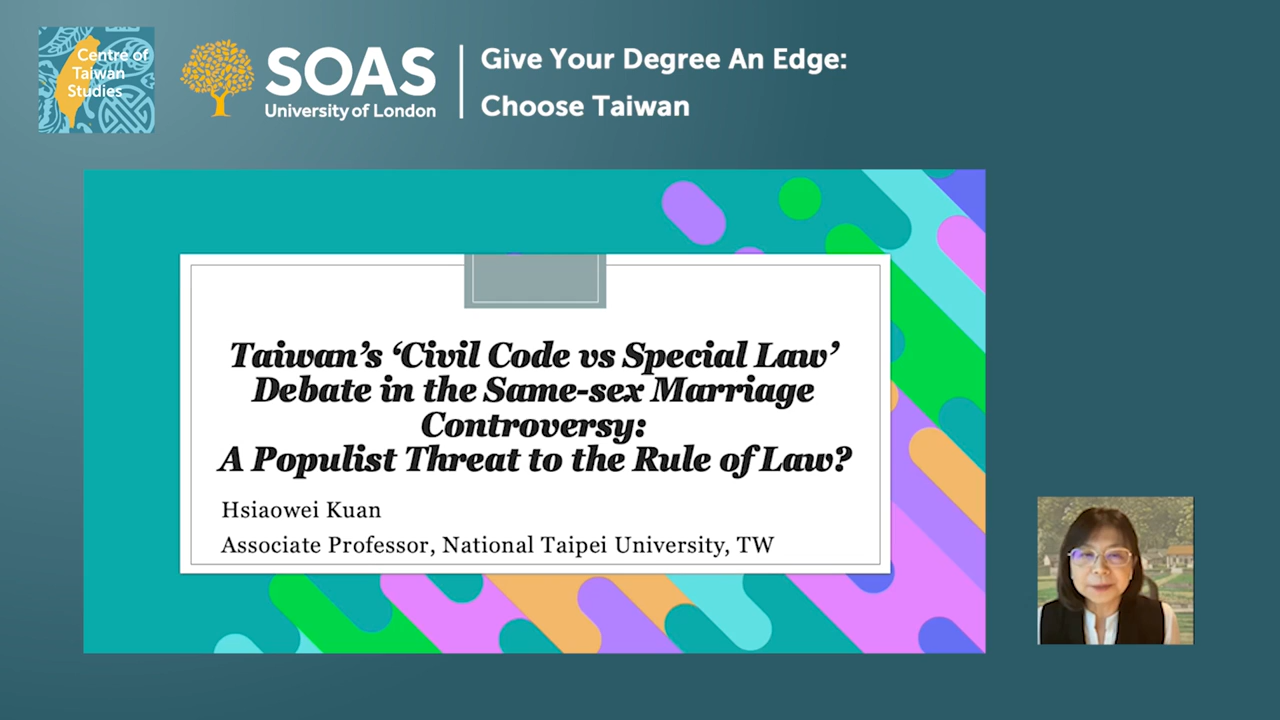 Centre of
Taiwan
Studies
SOAS
University of London
Give Your Degree An Edge:
Choose Taiwan
Taiwan’s ‘Civil Code vs Special Law’
Debate in the Same-sex Marriage
Controversy:
A Populist Threat to the Rule of Law?
Hsiaowei Kuan
Associate Professor, National Taipei University, TW